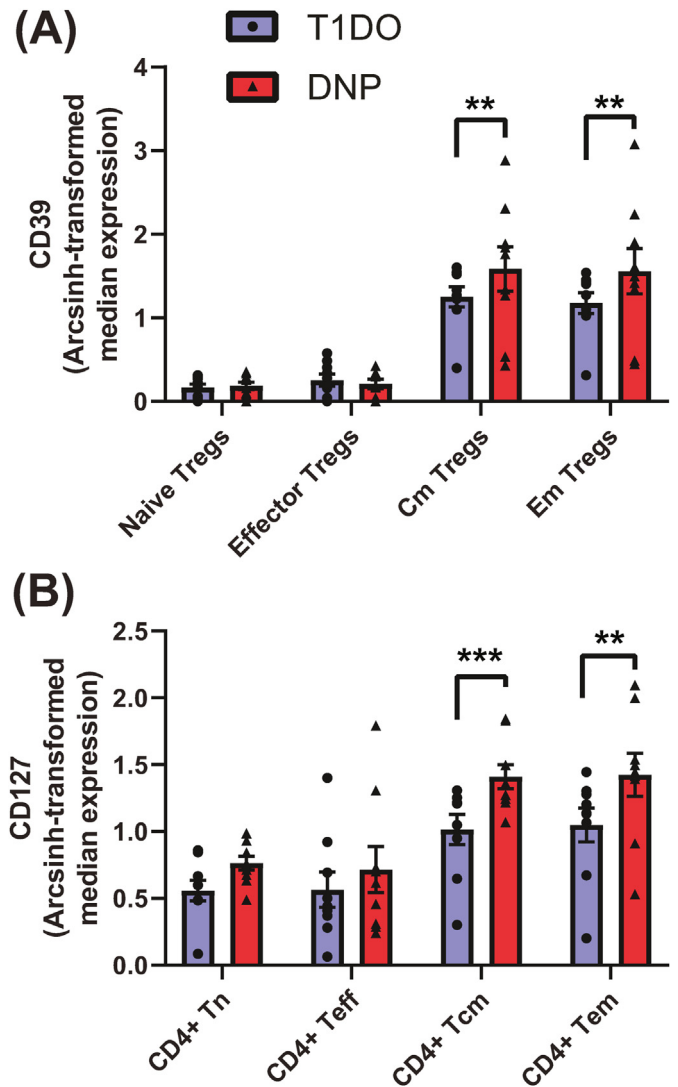 (A)
T1DO
DNP
CD39
(Arcsinh-transformed
median expression)
4
3
2
1
0
**
**
Naive Tregs
Effector Tregs
Cm Tregs
Em Tregs
(B)
CD127
(Arcsinh-transformed
median expression)
2.5
2.0
1.5
1.0
0.5
0.0
***
**
CD4+ Tn
CD4+ Teff
CD4+ Tcm
CD4+ Tem